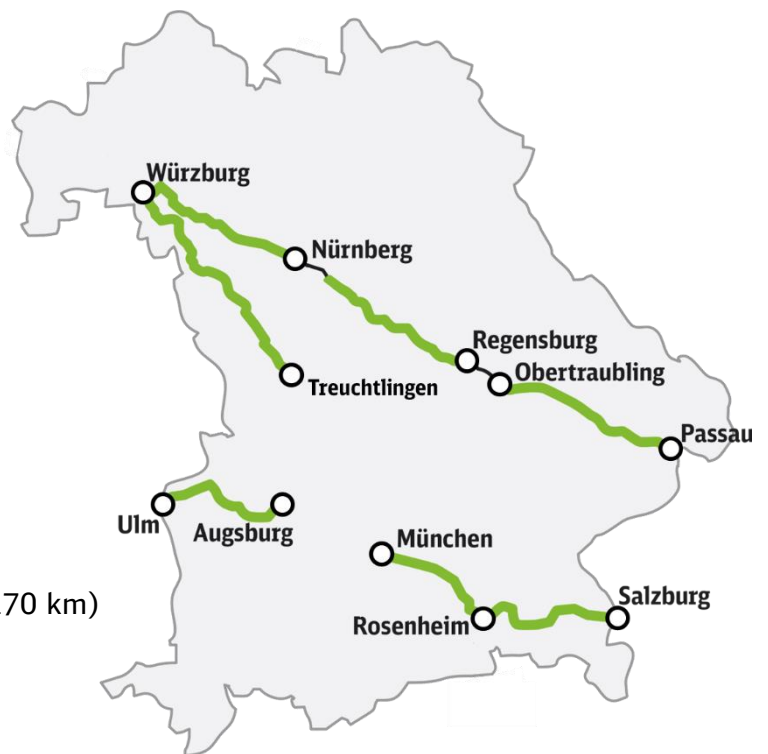 Würzburg
Nürnberg
Regensburg
Obertraubling
Treuchtlingen
Passau
Ulm
Augsburg
München
70 km)
Salzburg
Rosenheim